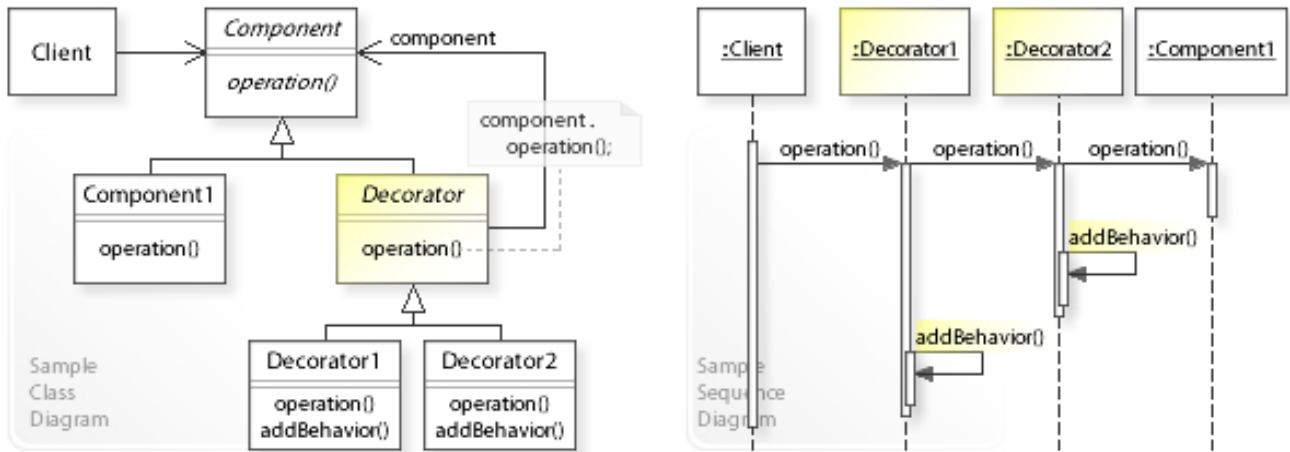 Client
Component
operation()
component
component.
operation();
Component1
operation()
Decorator
operation()
Decorator1
operation()
addBehavior()
Decorator2
operation()
addBehavior()
Sample
Class
Diagram
:Client
:Decorator1
:Decorator2
:Component1
operation()
operation()
operation()
addBehavior()
addBehavior()
Sample
Sequence
Diagram